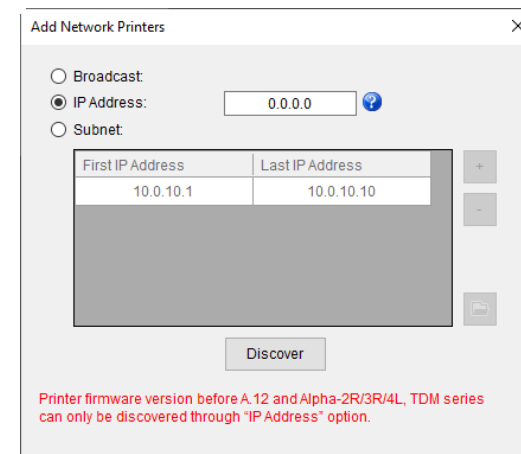 Add Network Printers
Broadcast:
IP Address: 0.0.0.0 ?
Subnet:
First IP Address Last IP Address
10.0.10.1 10.0.10.10
+
-
Discover
Printer firmware version before A.12 and Alpha-2R/3R/4L, TDM series
can only be discovered through "IP Address" option.